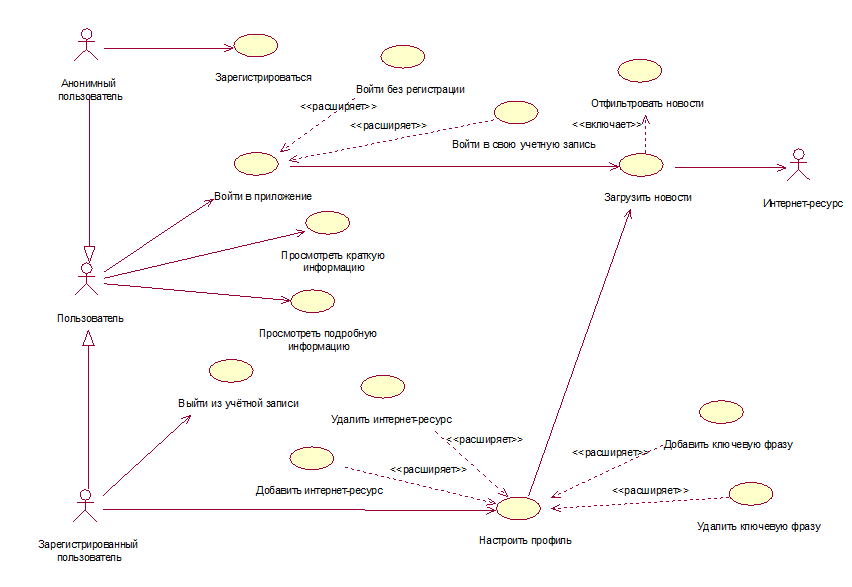 Зарегистрироваться
Анонимный
пользователь
Войти без регистрации
<<расширяет>>
Отфильтровать новости
<<включает>>
<<расширяет>>
Войти в свою учетную запись
Войти в приложение
Загрузить новости
Интернет-ресурс
Просмотреть краткую
информацию
Пользователь
Просмотреть подробную
информацию
Выйти из учётной записи
Удалить интернет-ресурс
<<расширяет>>
Добавить ключевую фразу
<<расширяет>>
<<расширяет>>
Добавить интернет-ресурс
<<расширяет>>
Удалить ключевую фразу
Настроить профиль
Зарегистрированный
пользователь